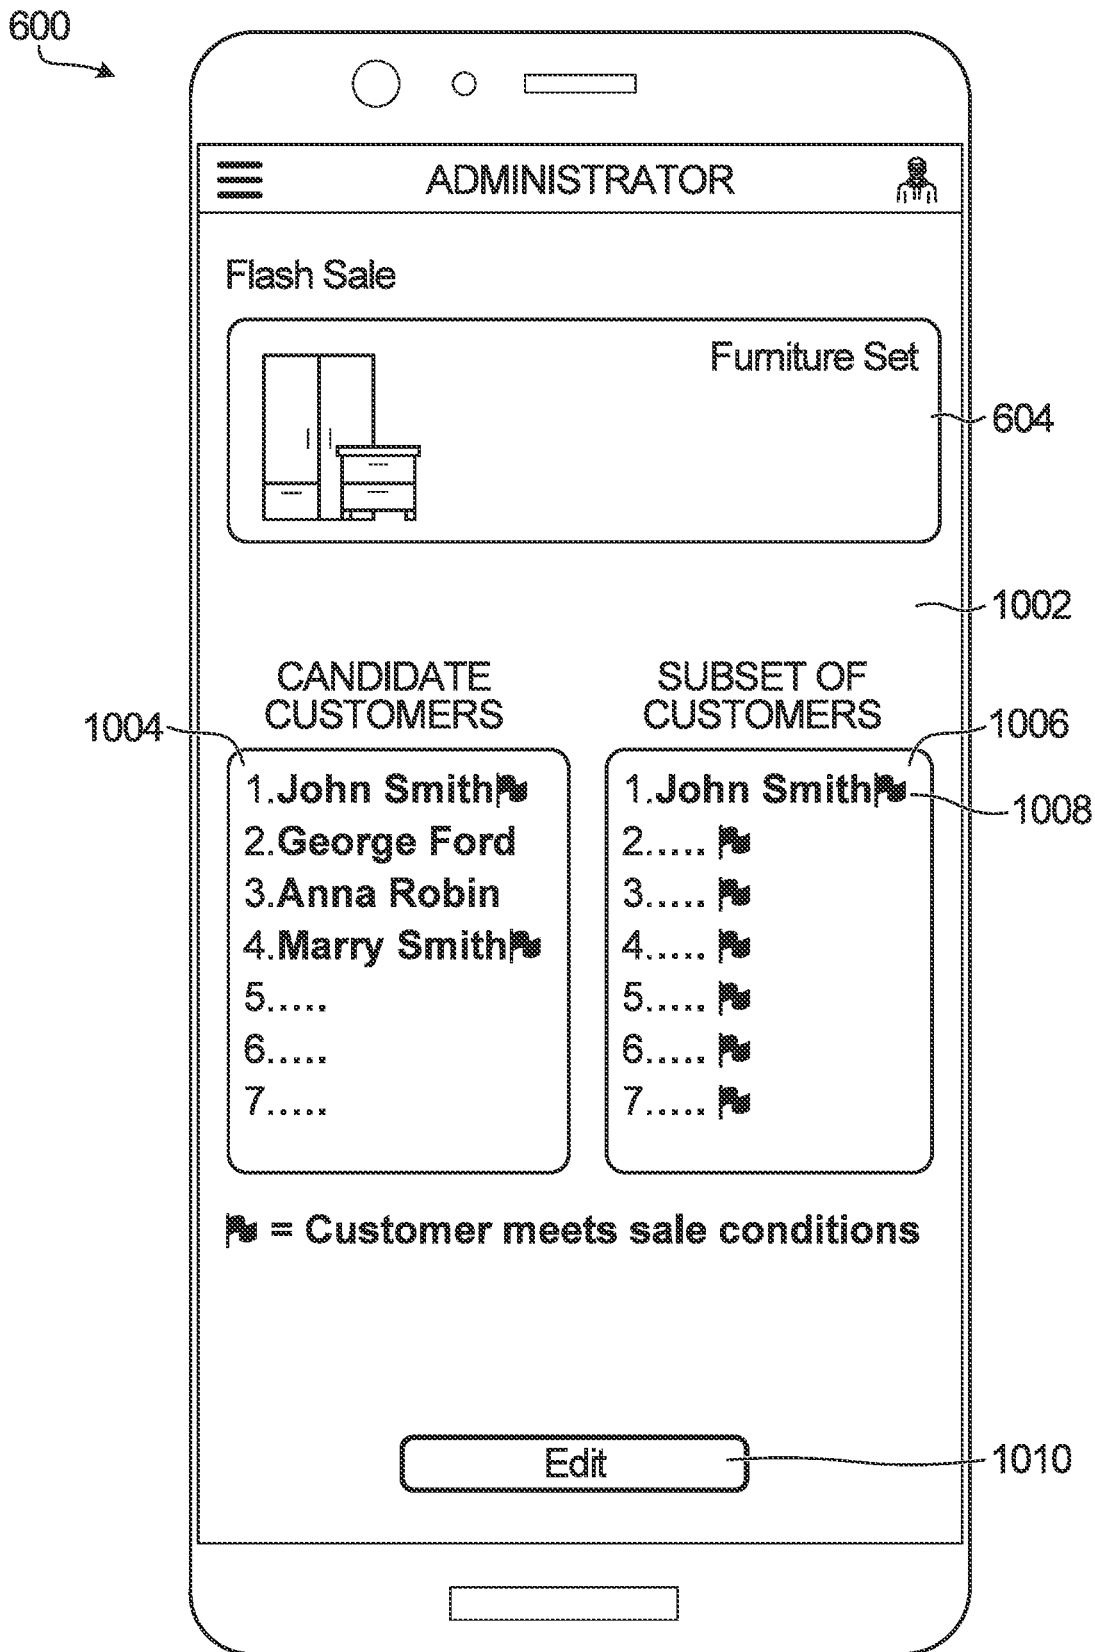 600
ADMINISTRATOR
Flash Sale
Furniture Set
604
1002
CANDIDATE
CUSTOMERS
SUBSET OF
CUSTOMERS
1004
1006
1.John Smith
2.George Ford
3.Anna Robin
4.Marry Smith
5.....
6.....
7.....
1.John Smith
1008
2.....
3.....
4.....
5.....
6.....
7.....
= Customer meets sale conditions
Edit
1010